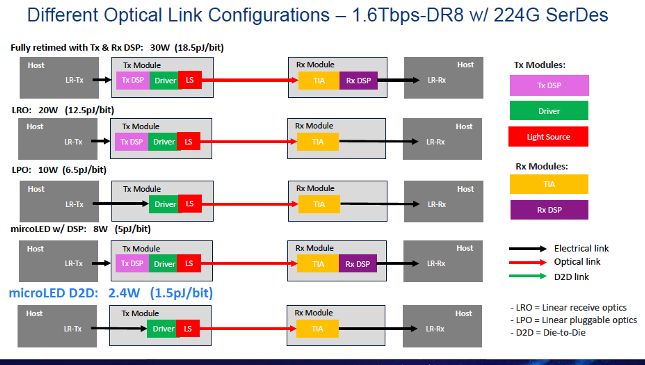 Different Optical Link Configurations – 1.6Tbps-DR8 w/ 224G SerDes
Fully retimed with Tx & Rx DSP: 30W (18.5pJ/bit)
Host
LR-Tx
Tx Module
Tx DSP
Driver
LS
Rx Module
TIA
Rx DSP
Host
LR-Rx
LRO: 20W (12.5pJ/bit)
Host
LR-Tx
Tx Module
Tx DSP
Driver
LS
Rx Module
TIA
Host
LR-Rx
LPO: 10W (6.5pJ/bit)
Host
LR-Tx
Tx Module
Driver
LS
Rx Module
TIA
Host
LR-Rx
mircoLED w/ DSP: 8W (5pJ/bit)
Host
LR-Tx
Tx Module
Tx DSP
Driver
LS
Rx Module
TIA
Rx DSP
Host
LR-Rx
microLED D2D: 2.4W (1.5pJ/bit)
Host
LR-Tx
Tx Module
Driver
LS
Rx Module
TIA
Host
LR-Rx
Tx Modules:
Tx DSP
Driver
Light Source
Rx Modules:
TIA
Rx DSP
Electrical link
Optical link
D2D link
- LRO = Linear receive optics
- LPO = Linear pluggable optics
- D2D = Die-to-Die